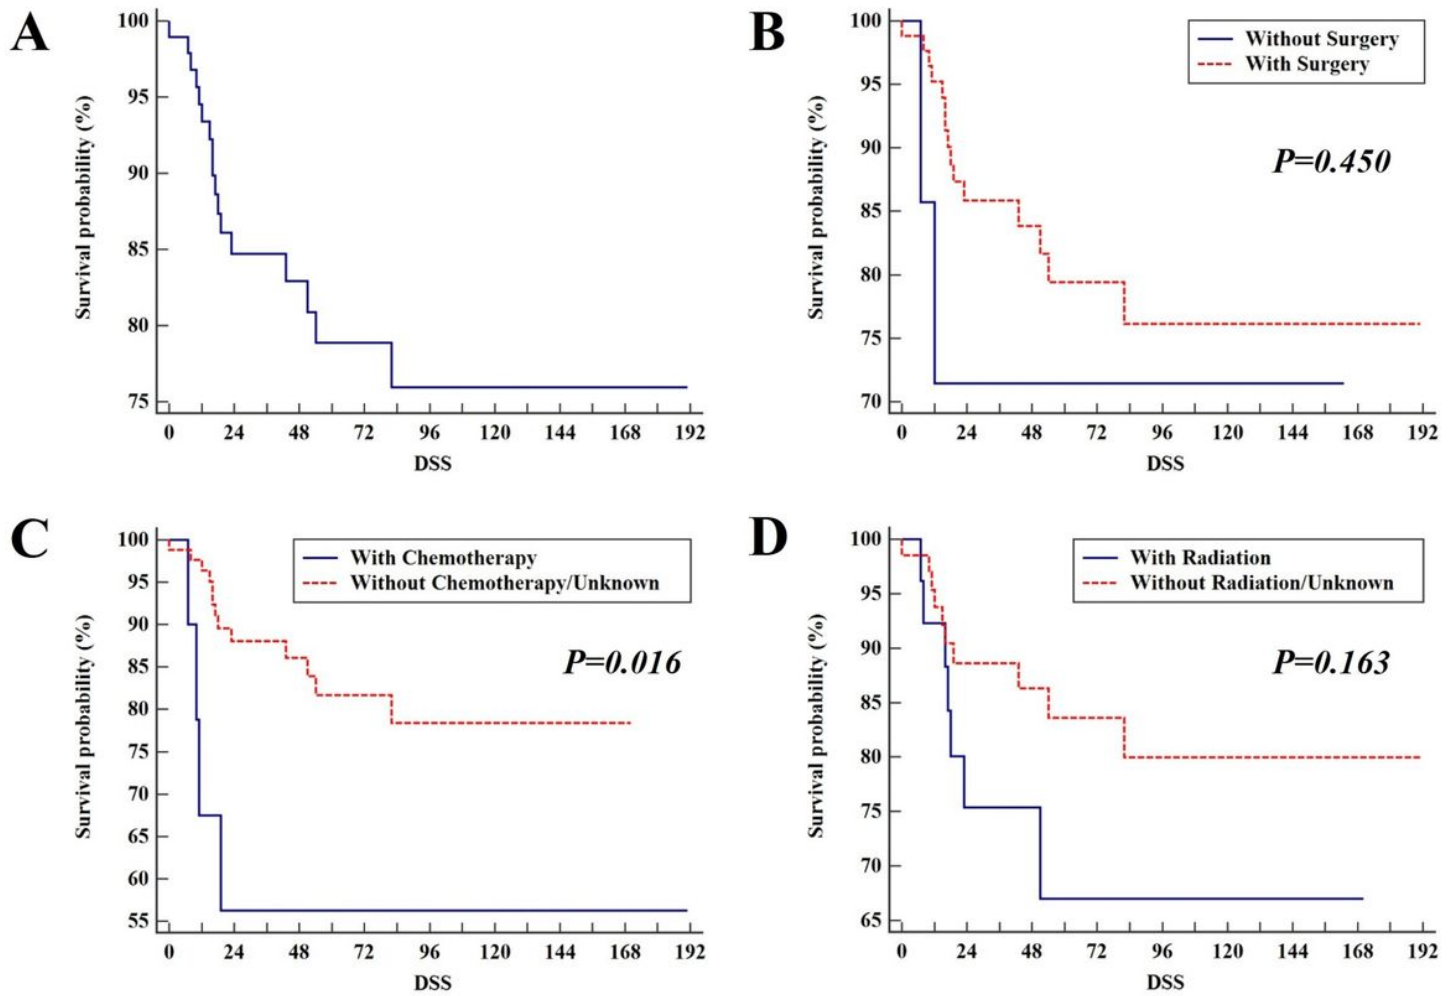 A
Survival probability (%)
100
95
90
85
80
75
0 24 48 72 96 120 144 168 192
DSS
B
Survival probability (%)
100
95
90
85
80
75
70
Without Surgery
With Surgery
P=0.450
0 24 48 72 96 120 144 168 192
DSS
C
Survival probability (%)
100
95
90
85
80
75
70
65
60
55
With Chemotherapy
Without Chemotherapy/Unknown
P=0.016
0 24 48 72 96 120 144 168 192
DSS
D
Survival probability (%)
100
95
90
85
80
75
70
65
With Radiation
Without Radiation/Unknown
P=0.163
0 24 48 72 96 120 144 168 192
DSS